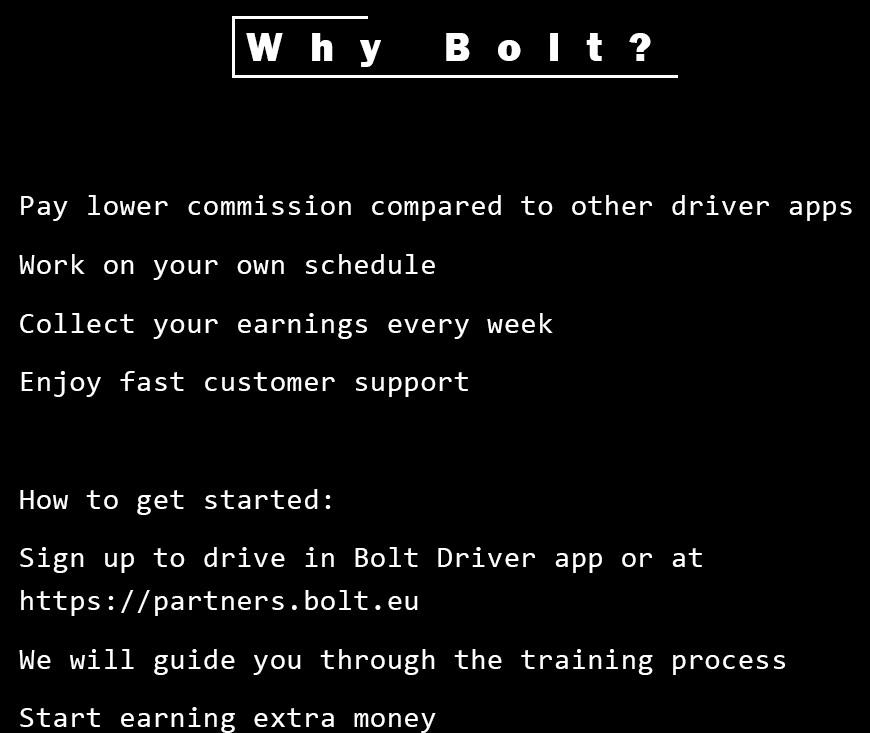 Why Bolt?
Pay lower commission compared to other driver apps
Work on your own schedule
Collect your earnings every week
Enjoy fast customer support
How to get started:
Sign up to drive in Bolt Driver app or at
https://partners.bolt.eu
We will guide you through the training process
Start earning extra money